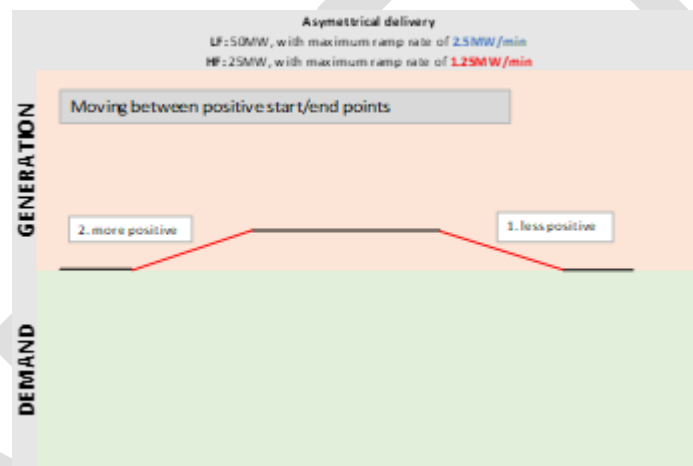 Asymettrical delivery
LF: 50MW, with maximum ramp rate of 2.5MW/min
HF: 25MW, with maximum ramp rate of 1.25MW/min
GENERATION
Moving between positive start/end points
2. more positive
1. less positive
DEMAND